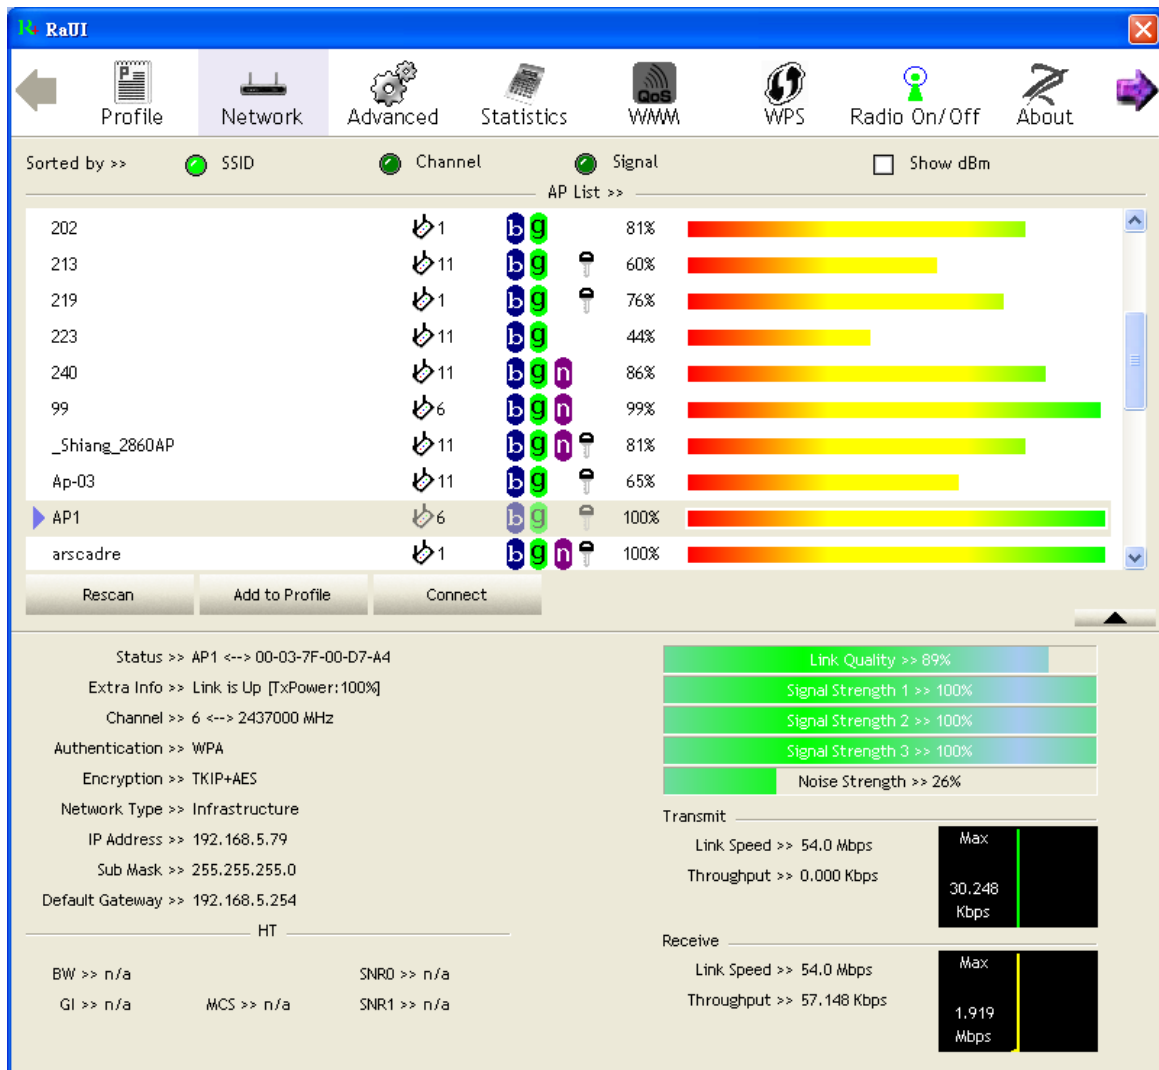 RaUI
Profile Network Advanced Statistics QoS WMM WPS Radio On/Off About
Sorted by >> SSID Channel Signal Show dBm
AP List >>
202 1 b g 81%
213 11 b g 60%
219 1 b g 76%
223 11 b g 44%
240 11 b g n 86%
99 6 b g n 99%
_Shiang_2860AP 11 b g n 81%
Ap-03 11 b g 65%
AP1 6 b g 100%
arscadre 1 b g n 100%
Rescan Add to Profile Connect
Status >> AP1 <--> 00-03-7F-00-D7-A4
Extra Info >> Link is Up [TxPower:100%]
Channel >> 6 <--> 2437000 MHz
Authentication >> WPA
Encryption >> TKIP+AES
Network Type >> Infrastructure
IP Address >> 192.168.5.79
Sub Mask >> 255.255.255.0
Default Gateway >> 192.168.5.254
HT
BW >> n/a SNR0 >> n/a
GI >> n/a MCS >> n/a SNR1 >> n/a
Link Quality >> 89%
Signal Strength 1 >> 100%
Signal Strength 2 >> 100%
Signal Strength 3 >> 100%
Noise Strength >> 26%
Transmit
Link Speed >> 54.0 Mbps
Throughput >> 0.000 Kbps
Max
30.248
Kbps
Receive
Link Speed >> 54.0 Mbps
Throughput >> 57.148 Kbps
Max
1.919
Mbps